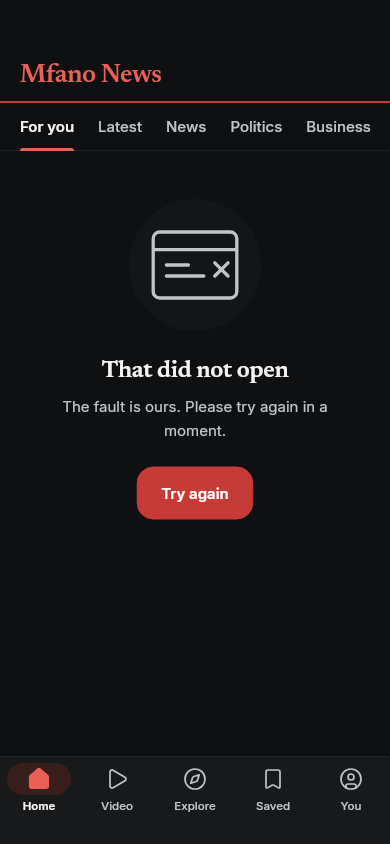 Mfano News
For you Latest News Politics Business
That did not open
The fault is ours. Please try again in a
moment.
Try again
Home Video Explore Saved You